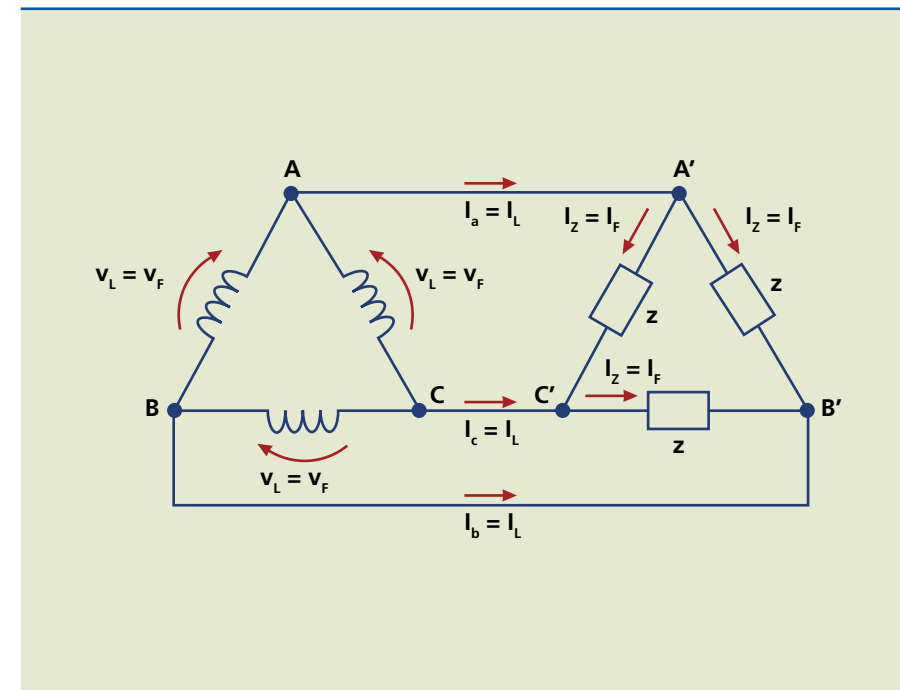 A
A′
I_a = I_L
I_Z = I_F
I_Z = I_F
v_L = v_F
v_L = v_F
z
z
I_Z = I_F
B
C
C′
B′
I_c = I_L
z
v_L = v_F
I_b = I_L